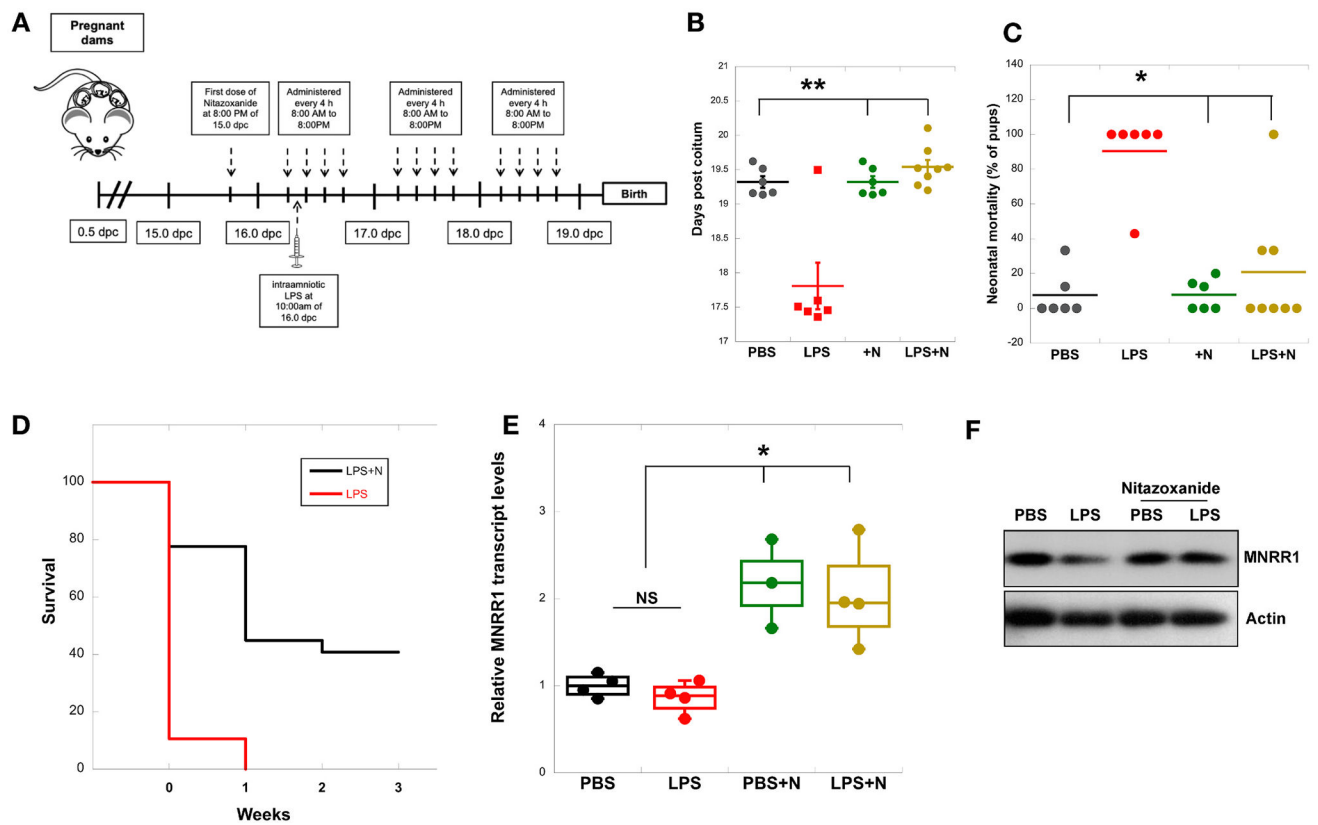 A
Pregnant
dams
First dose of
Nitazoxanide
at 8:00 PM of
15.0 dpc
Administered
every 4 h
8:00 AM to
8:00PM
Administered
every 4 h
8:00 AM to
8:00PM
Administered
every 4 h
8:00 AM to
8:00PM
Birth
0.5 dpc
15.0 dpc
16.0 dpc
17.0 dpc
18.0 dpc
19.0 dpc
intraamniotic
LPS at
10:00am of
16.0 dpc
B
Days post coitum
21
20.5
20
19.5
19
18.5
18
17.5
17
**
PBS
LPS
+N
LPS+N
C
Neonatal mortality (% of pups)
140
120
100
80
60
40
20
0
-20
*
PBS
LPS
+N
LPS+N
D
Survival
100
80
60
40
20
0
LPS+N
LPS
0
1
2
3
Weeks
E
Relative MNRR1 transcript levels
4
3
2
1
0
*
NS
PBS
LPS
PBS+N
LPS+N
F
Nitazoxanide
PBS
LPS
PBS
LPS
MNRR1
Actin